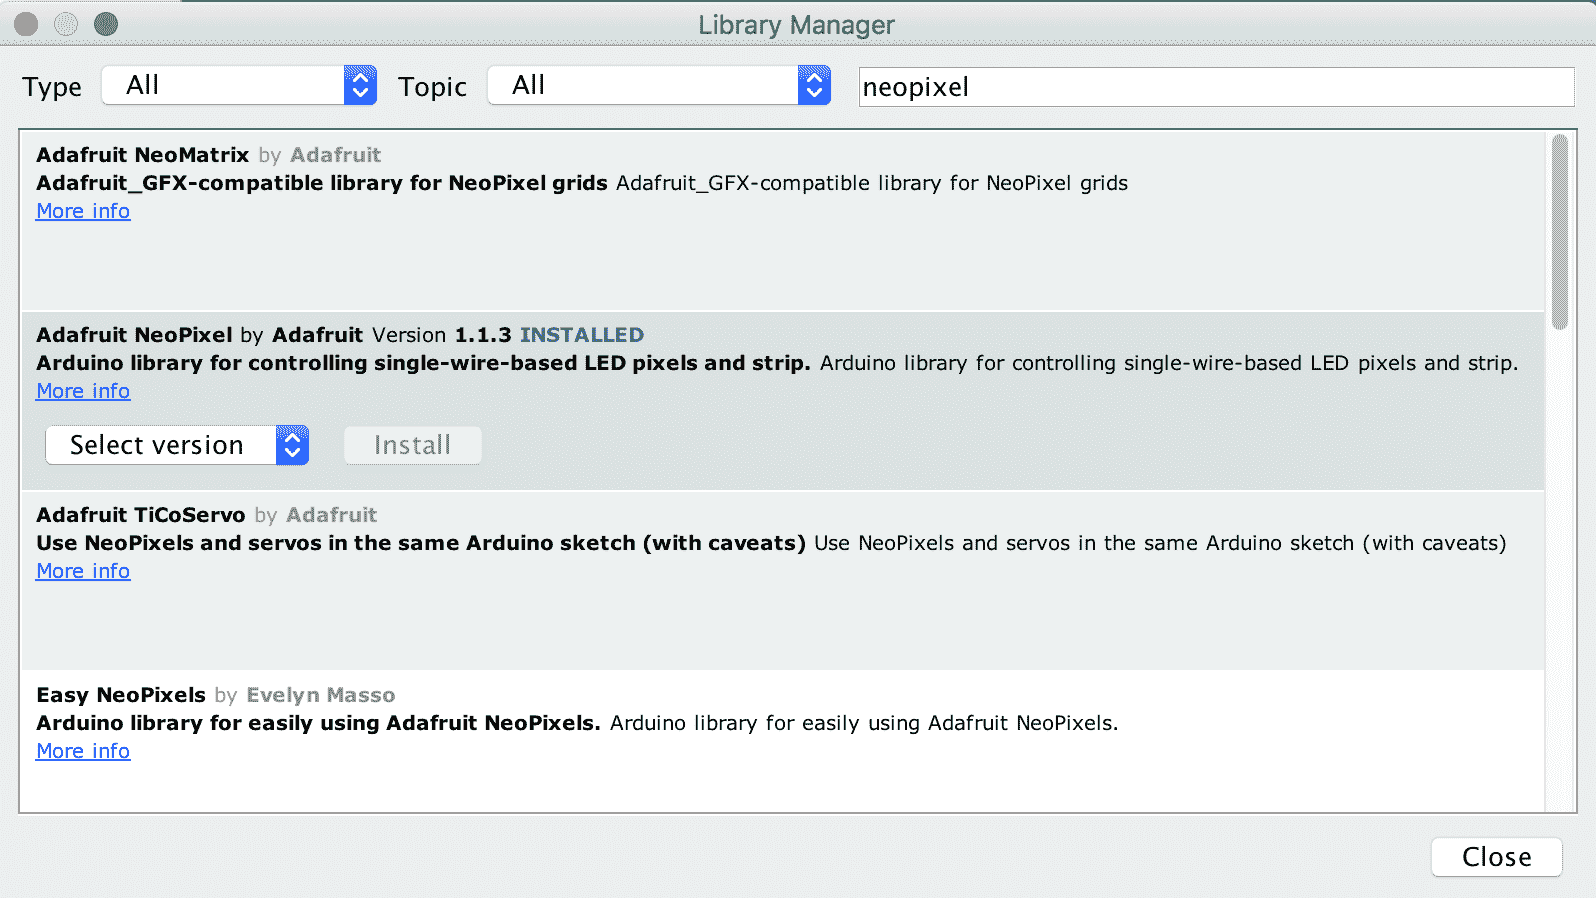 Library Manager
Type All Topic All neopixel
Adafruit NeoMatrix by Adafruit
Adafruit_GFX-compatible library for NeoPixel grids Adafruit_GFX-compatible library for NeoPixel grids
More info
Adafruit NeoPixel by Adafruit Version 1.1.3 INSTALLED
Arduino library for controlling single-wire-based LED pixels and strip. Arduino library for controlling single-wire-based LED pixels and strip.
More info
Select version Install
Adafruit TiCoServo by Adafruit
Use NeoPixels and servos in the same Arduino sketch (with caveats) Use NeoPixels and servos in the same Arduino sketch (with caveats)
More info
Easy NeoPixels by Evelyn Masso
Arduino library for easily using Adafruit NeoPixels. Arduino library for easily using Adafruit NeoPixels.
More info
Close